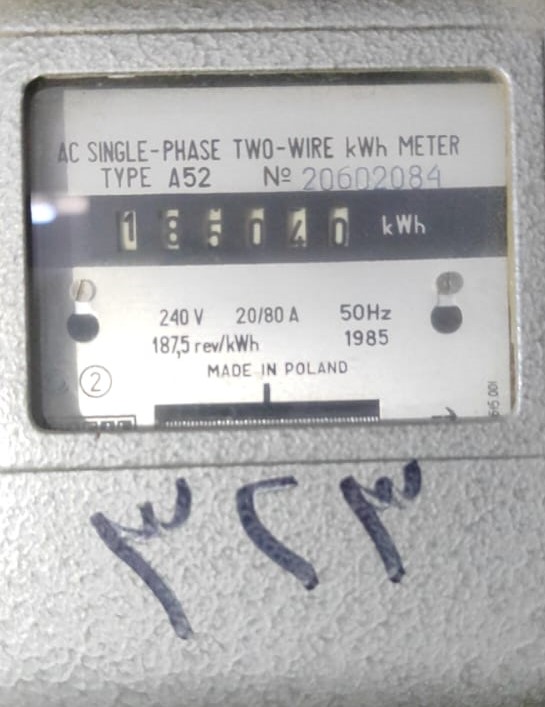 AC SINGLE-PHASE TWO-WIRE kWh METER
TYPE A52 Nº 20602084
185040 kWh
240 V 20/80 A 50Hz
187,5 rev/kWh 1985
MADE IN POLAND
2